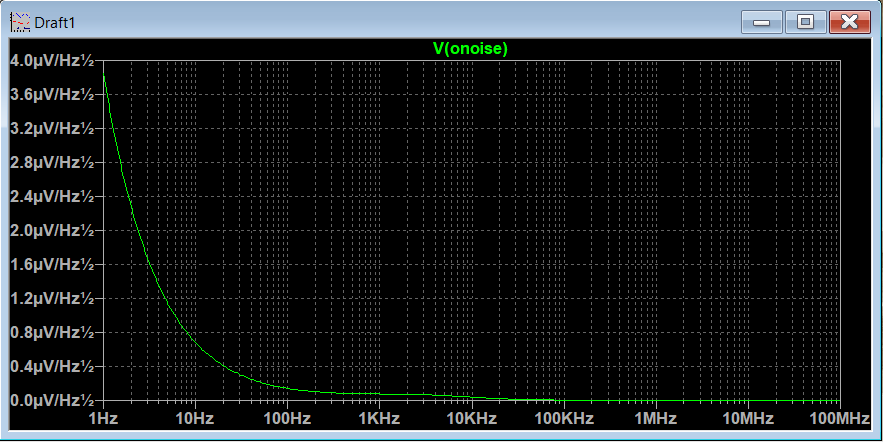 Draft1
V(onoise)
4.0µV/Hz½
3.6µV/Hz½
3.2µV/Hz½
2.8µV/Hz½
2.4µV/Hz½
2.0µV/Hz½
1.6µV/Hz½
1.2µV/Hz½
0.8µV/Hz½
0.4µV/Hz½
0.0µV/Hz½
1Hz 10Hz 100Hz 1KHz 10KHz 100KHz 1MHz 10MHz 100MHz